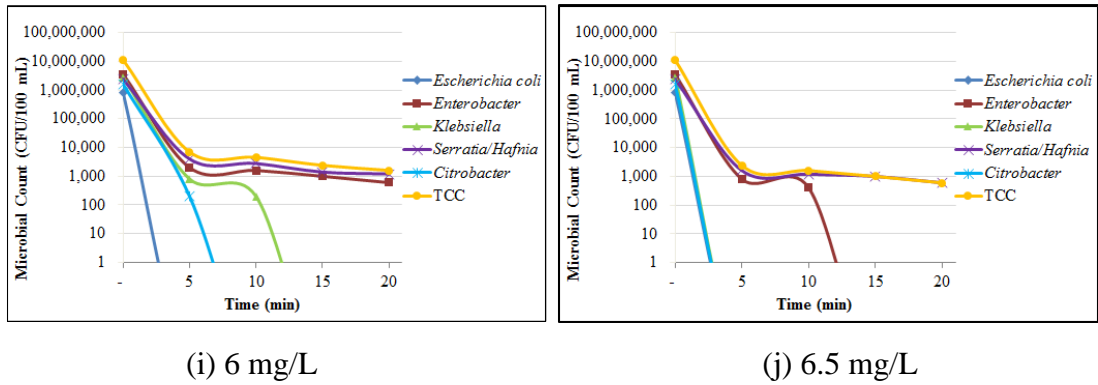 100,000,000
10,000,000
1,000,000
100,000
10,000
1,000
100
10
1
Microbial Count (CFU/100 mL)
- 5 10 15 20
Time (min)
Escherichia coli
Enterobacter
Klebsiella
Serratia/Hafnia
Citrobacter
TCC
(i) 6 mg/L
100,000,000
10,000,000
1,000,000
100,000
10,000
1,000
100
10
1
Microbial Count (CFU/100 mL)
- 5 10 15 20
Time (min)
Escherichia coli
Enterobacter
Klebsiella
Serratia/Hafnia
Citrobacter
TCC
(j) 6.5 mg/L